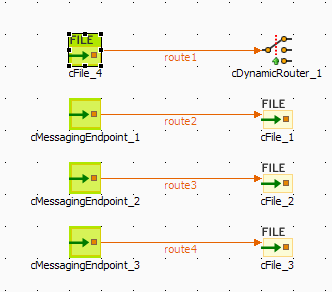 FILE
route1
cFile_4
cDynamicRouter_1
FILE
route2
cMessagingEndpoint_1
cFile_1
FILE
route3
cMessagingEndpoint_2
cFile_2
FILE
route4
cMessagingEndpoint_3
cFile_3